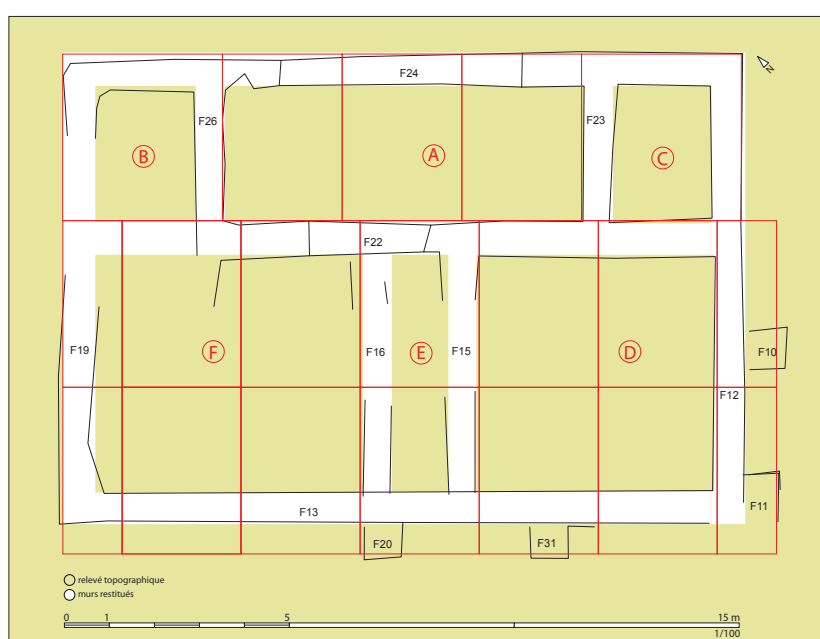 N
F24
F26
F23
B
A
C
F22
F19
F
F16
E
F15
D
F10
F12
F13
F11
F20
F31
relevé topographique
murs restitués
0 1 5 15 m
1/100